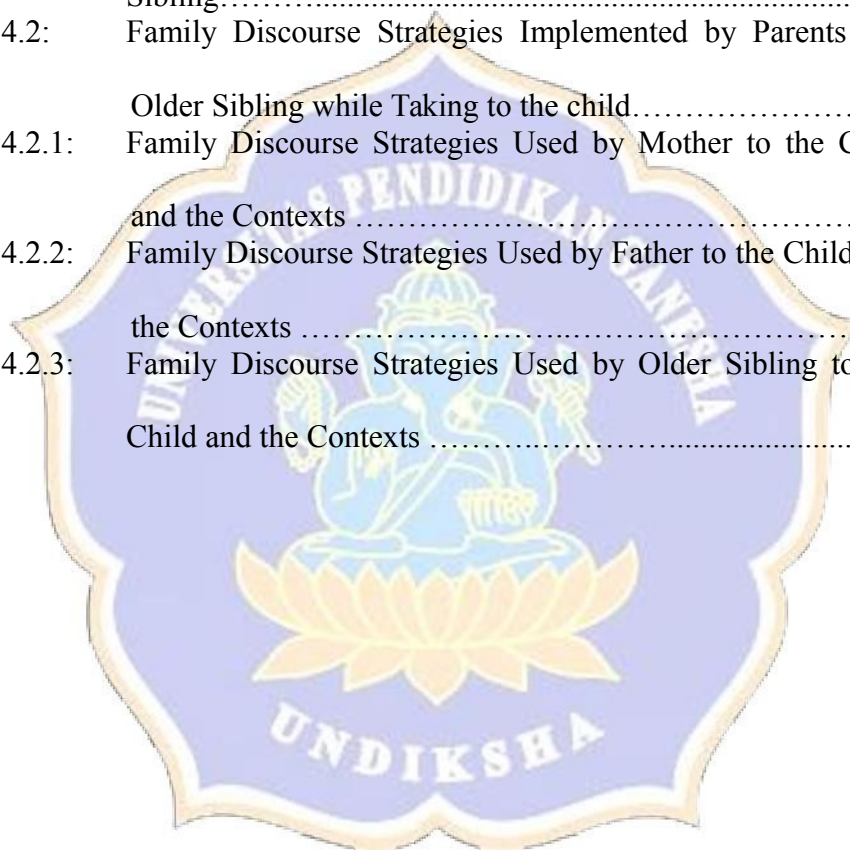 Sibling………..............................................
4.2: Family Discourse Strategies Implemented by Parents
Older Sibling while Taking to the child…………………
4.2.1: Family Discourse Strategies Used by Mother to the C
and the Contexts …………………………………………
4.2.2: Family Discourse Strategies Used by Father to the Child
the Contexts ……………………..………………………
4.2.3: Family Discourse Strategies Used by Older Sibling to
Child and the Contexts ………..…………......................
UNIVERSITAS PENDIDIKAN GANESHA
UNDIKSHA